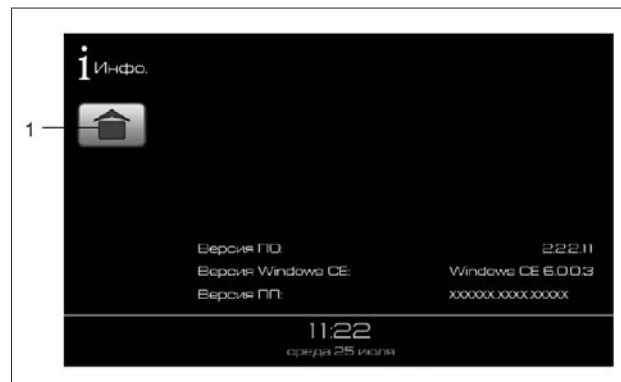 i Инфо.
1
Версия ПО: 2.2.2.11
Версия Windows CE: Windows CE 6.0.0.3
Версия ПП: xxxxxx.xxxx.xxxxx
11:22
среда 25 июля